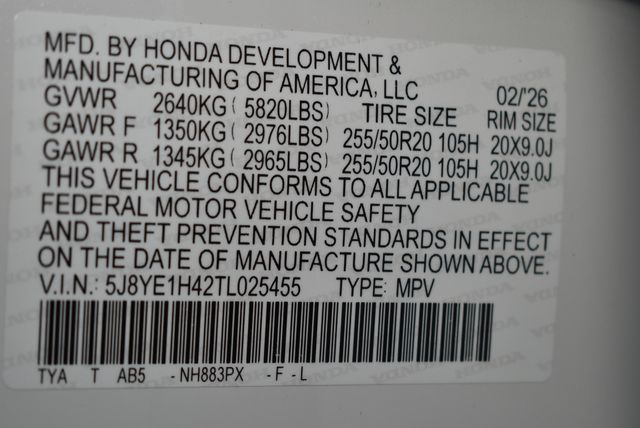 MFD. BY HONDA DEVELOPMENT &
MANUFACTURING OF AMERICA, LLC 02/'26
GVWR 2640KG ( 5820LBS) TIRE SIZE RIM SIZE
GAWR F 1350KG ( 2976LBS) 255/50R20 105H 20X9.0J
GAWR R 1345KG ( 2965LBS) 255/50R20 105H 20X9.0J
THIS VEHICLE CONFORMS TO ALL APPLICABLE
FEDERAL MOTOR VEHICLE SAFETY
AND THEFT PREVENTION STANDARDS IN EFFECT
ON THE DATE OF MANUFACTURE SHOWN ABOVE.
V.I.N.: 5J8YE1H42TL025455 TYPE: MPV
TYA T AB5 - NH883PX - F - L